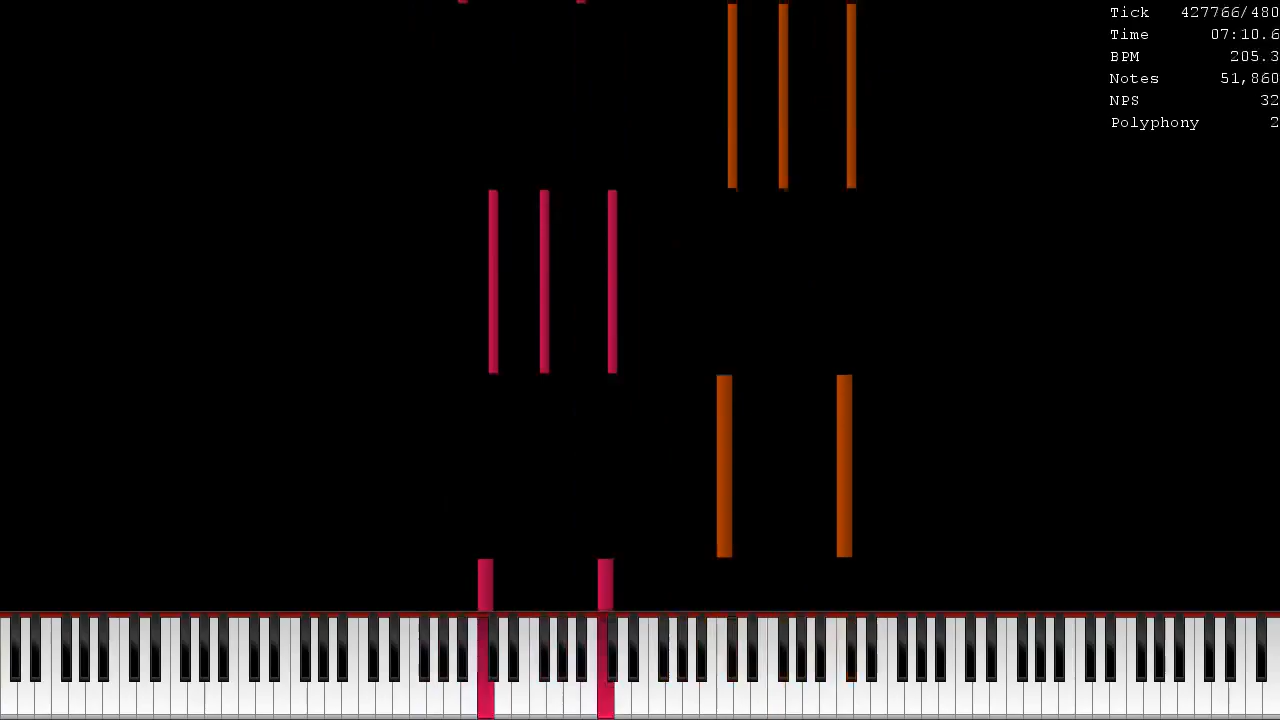 Tick 427766/480
Time 07:10.6
BPM 205.3
Notes 51,860
NPS 32
Polyphony 2